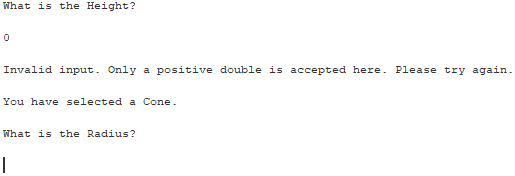 What is the Height?
0
Invalid input. Only a positive double is accepted here. Please try again.
You have selected a Cone.
What is the Radius?